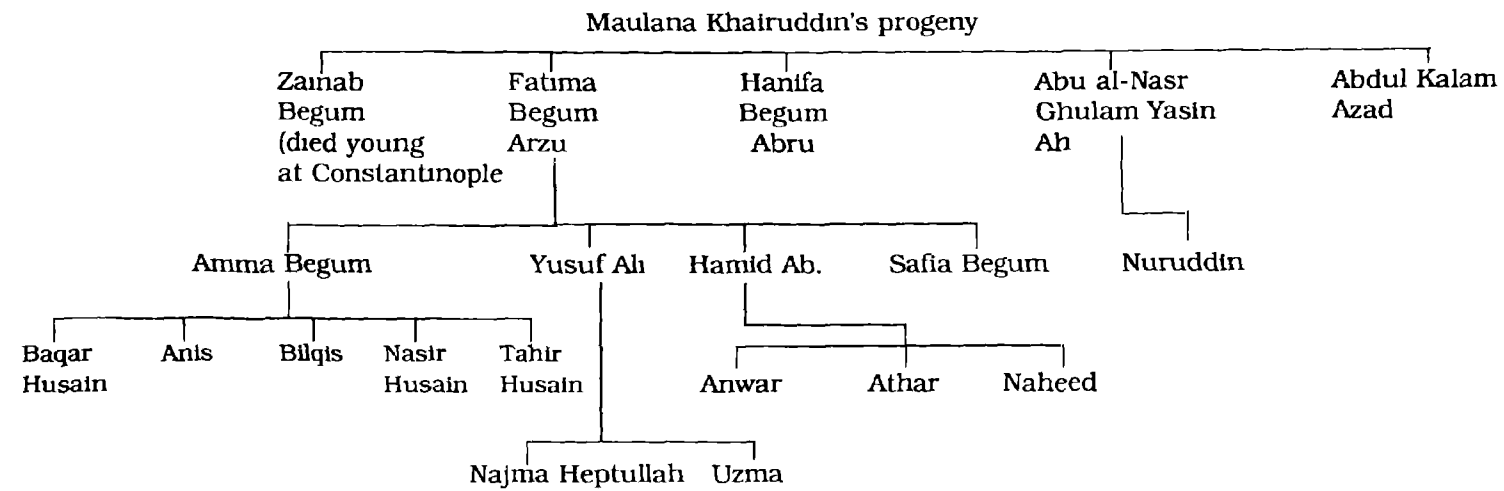 Maulana Khairuddin's progeny
Zainab Begum (died young at Constantinople
Fatima Begum Arzu
Hanifa Begum Abru
Abu al-Nasr Ghulam Yasin Ah
Abdul Kalam Azad
Amma Begum
Yusuf Ali
Hamid Ab.
Safia Begum
Nuruddin
Baqar Husain
Anis
Bilqis
Nasir Husain
Tahir Husain
Anwar
Athar
Naheed
Najma Heptullah
Uzma